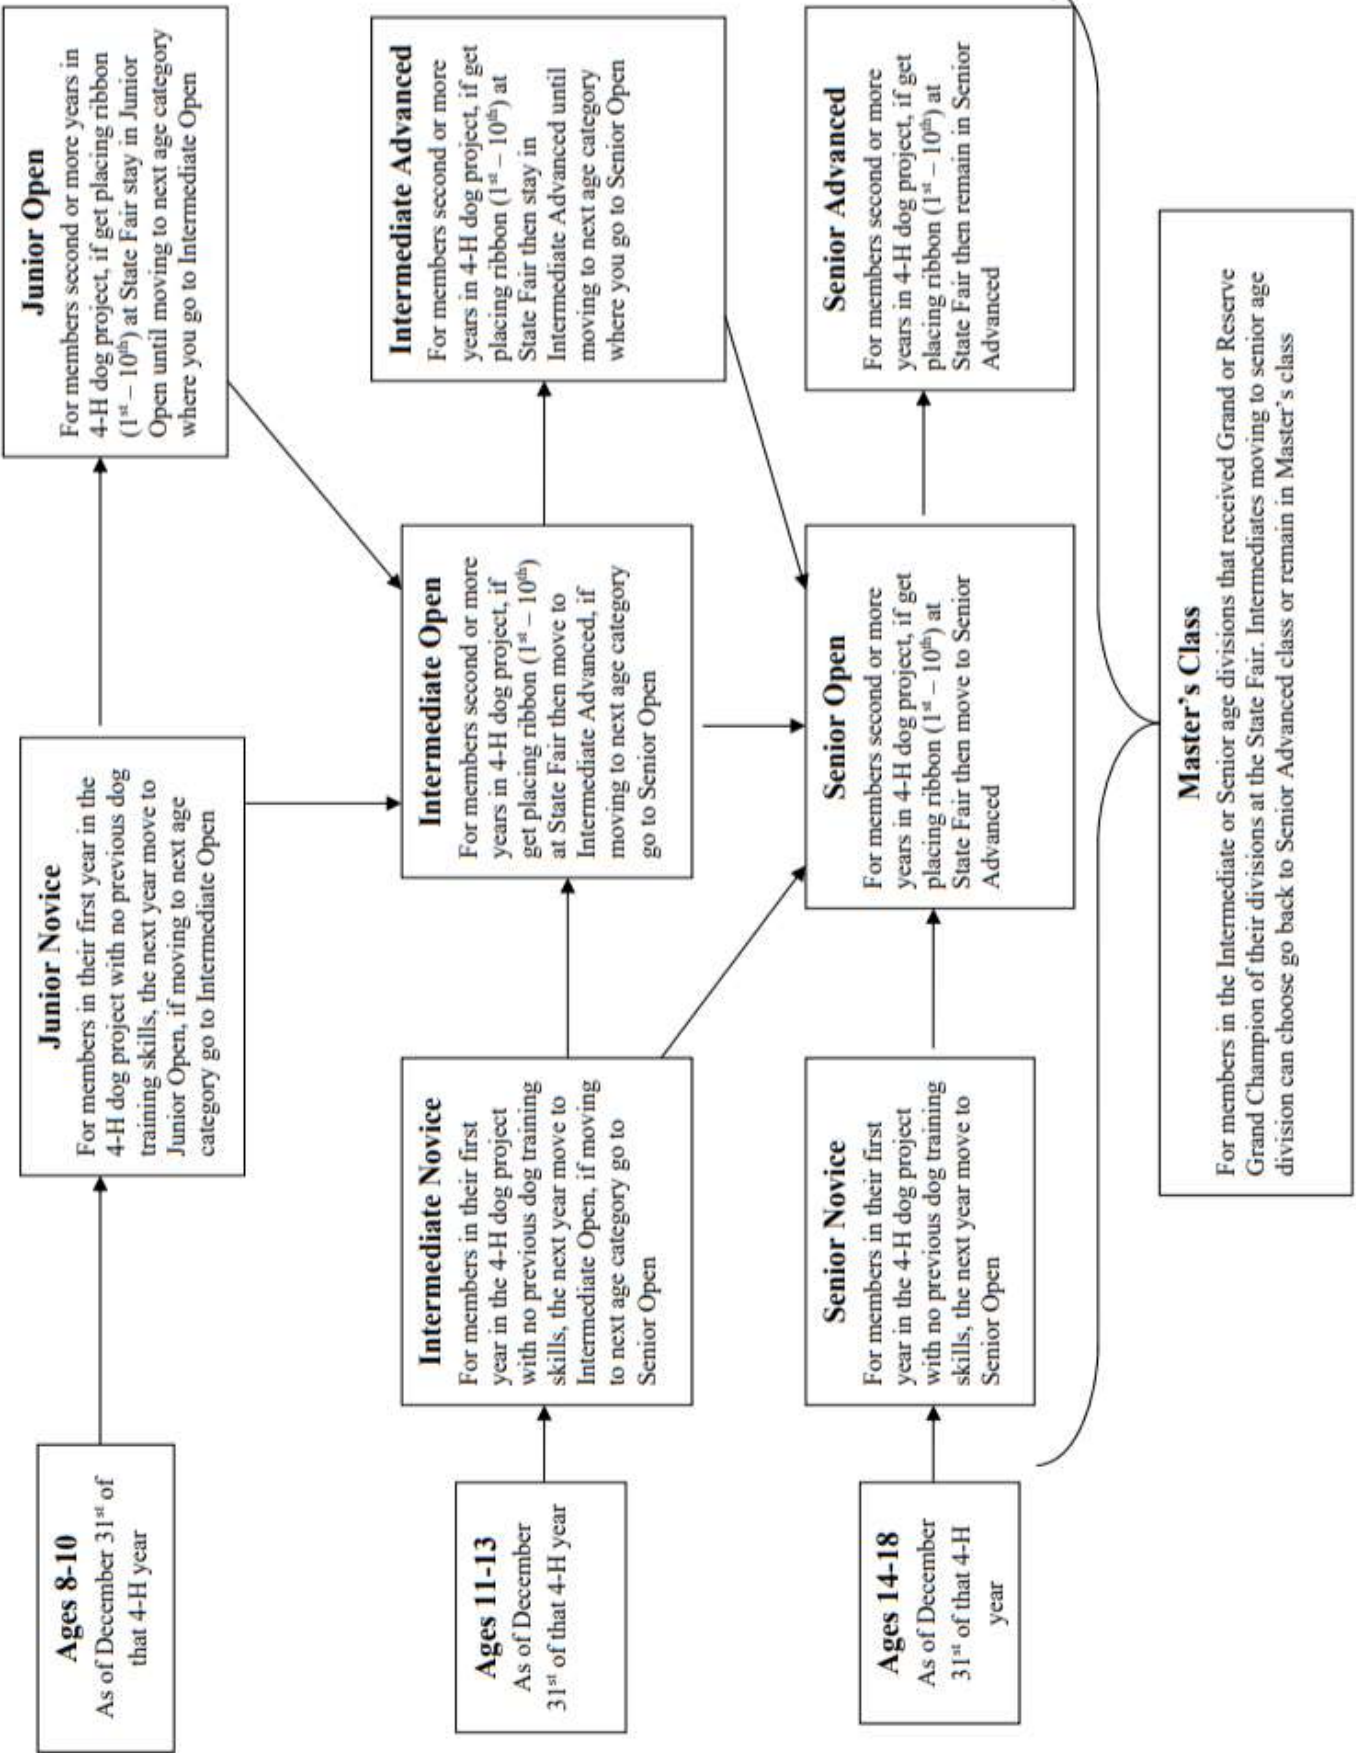 Ages 8-10
As of December 31st of
that 4-H year
Junior Novice
For members in their first year in the
4-H dog project with no previous dog
training skills, the next year move to
Junior Open, if moving to next age
category go to Intermediate Open
Junior Open
For members second or more years in
4-H dog project, if get placing ribbon
(1st – 10th) at State Fair stay in Junior
Open until moving to next age category
where you go to Intermediate Open
Ages 11-13
As of December
31st of that 4-H year
Intermediate Novice
For members in their first
year in the 4-H dog project
with no previous dog training
skills, the next year move to
Intermediate Open, if moving
to next age category go to
Senior Open
Intermediate Open
For members second or more
years in 4-H dog project, if
get placing ribbon (1st – 10th)
at State Fair then move to
Intermediate Advanced, if
moving to next age category
go to Senior Open
Intermediate Advanced
For members second or more
years in 4-H dog project, if get
placing ribbon (1st – 10th) at
State Fair then stay in
Intermediate Advanced until
moving to next age category
where you go to Senior Open
Ages 14-18
As of December
31st of that 4-H
year
Senior Novice
For members in their first
year in the 4-H dog project
with no previous dog training
skills, the next year move to
Senior Open
Senior Open
For members second or more
years in 4-H dog project, if get
placing ribbon (1st – 10th) at
State Fair then move to Senior
Advanced
Senior Advanced
For members second or more
years in 4-H dog project, if get
placing ribbon (1st – 10th) at
State Fair then remain in Senior
Advanced
Master's Class
For members in the Intermediate or Senior age divisions that received Grand or Reserve
Grand Champion of their divisions at the State Fair. Intermediates moving to senior age
division can choose go back to Senior Advanced class or remain in Master's class